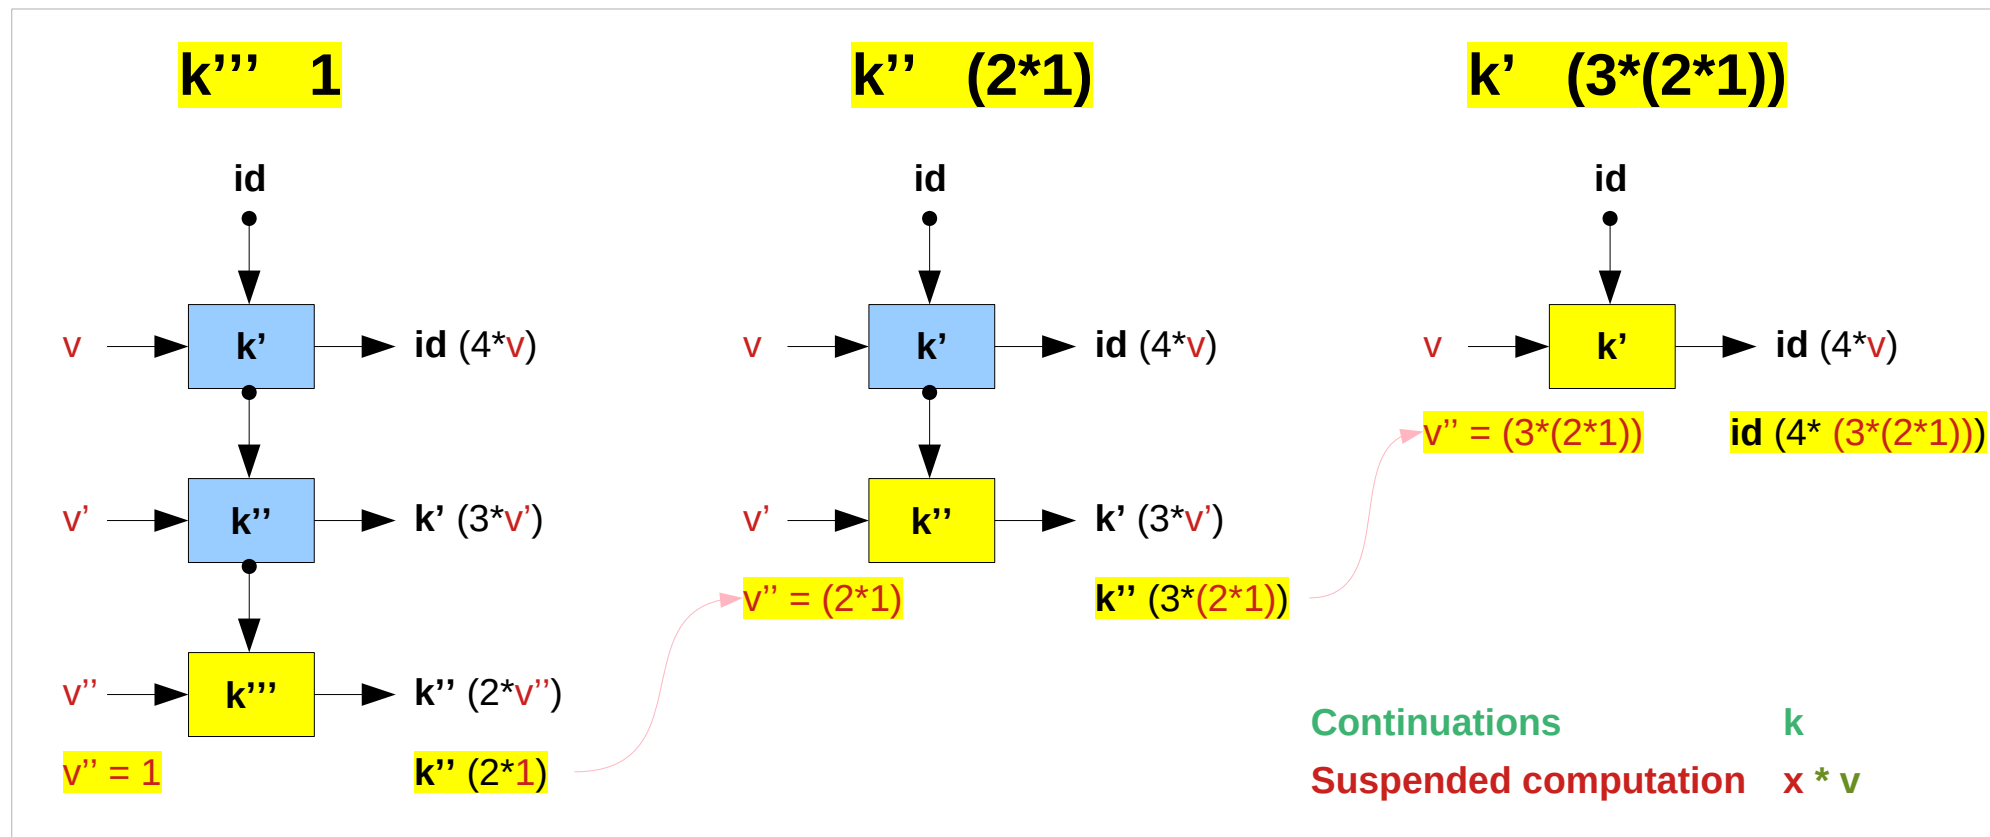 k’’’ 1
k’’ (2*1)
k’ (3*(2*1))
id
id
id
v
k’
id (4*v)
v
k’
id (4*v)
v
k’
id (4*v)
v’’ = (3*(2*1))
id (4* (3*(2*1)))
v’
k’’
k’ (3*v’)
v’
k’’
k’ (3*v’)
v’’ = (2*1)
k’’ (3*(2*1))
v’’
k’’’
k’’ (2*v’’)
v’’ = 1
k’’ (2*1)
Continuations k
Suspended computation x * v